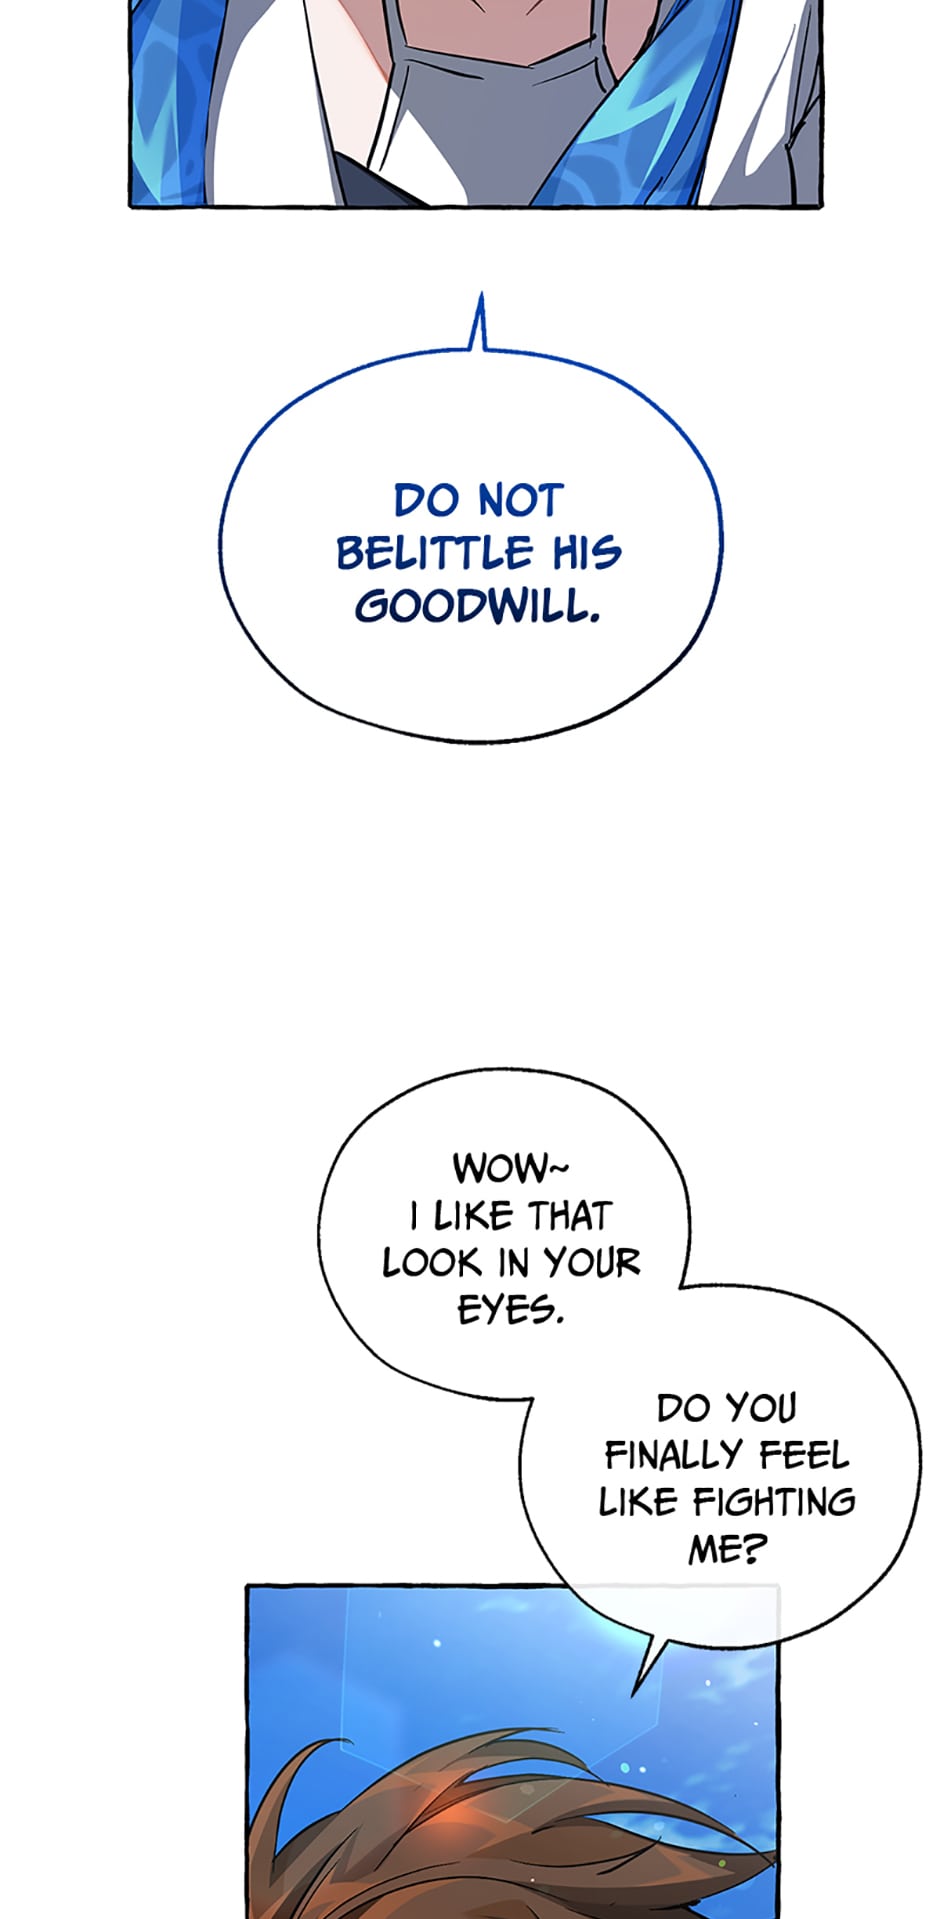 DO NOT
BELITTLE HIS
GOODWILL.
WOW~
I LIKE THAT
LOOK IN YOUR
EYES.
DO YOU
FINALLY FEEL
LIKE FIGHTING
ME?